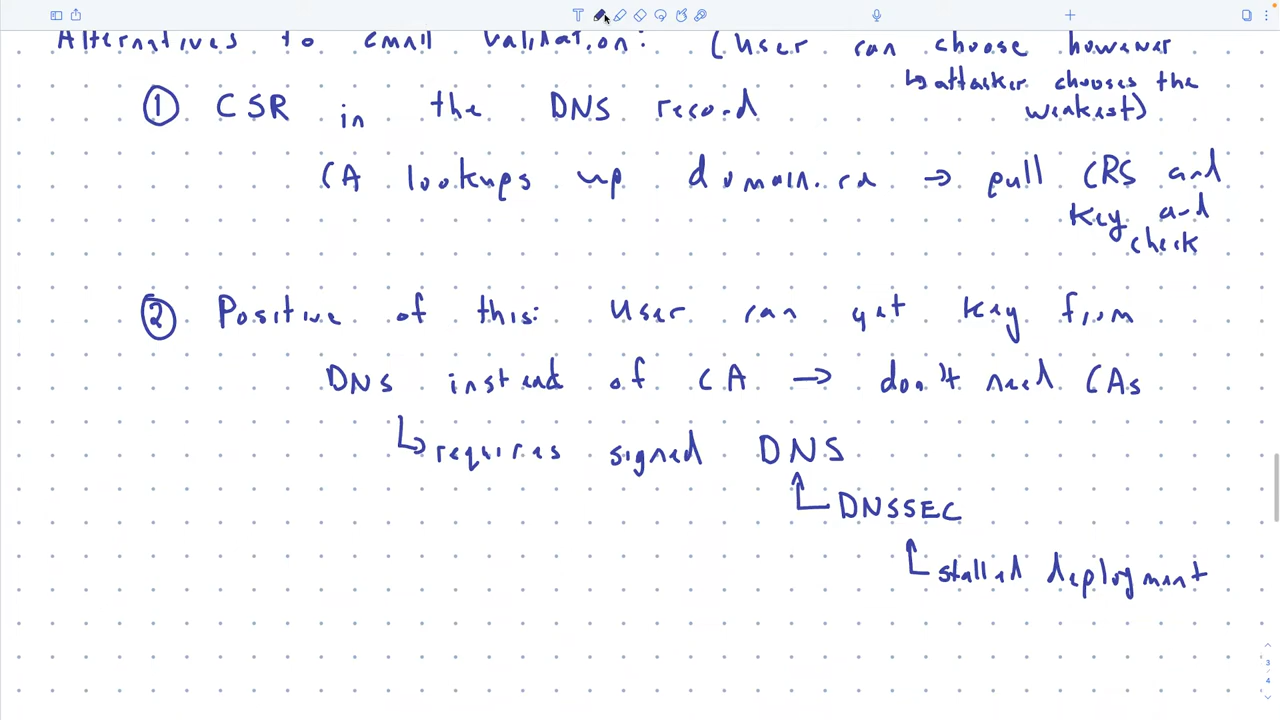 Alternatives to email validation: (User can choose however
↳ attacker chooses the
weakest)
① CSR in the DNS record
CA lookups up domain.ca → pull CRS and
key and
check
② Positive of this: User can get key from
DNS instead of CA → don't need CAs
↳ requires signed DNS
DNSSEC
stalled deployment
3
4